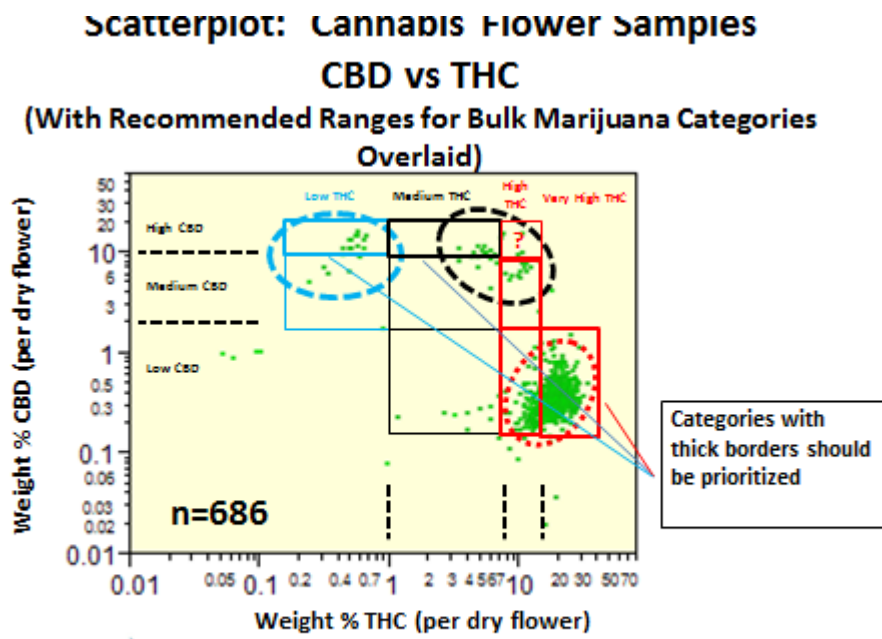 Scatterplot: Cannabis Flower Samples
CBD vs THC
(With Recommended Ranges for Bulk Marijuana Categories
Overlaid)
Weight % CBD (per dry flower)
50
30
20
10
6
5
3
1
0.5
0.3
0.1
0.06
0.05
0.03
0.02
0.01
Low THC
Medium THC
High
THC
Very High THC
High CBD
?
Medium CBD
Low CBD
n=686
Categories with
thick borders should
be prioritized
0.01 0.05 0.1 0.2 0.4 0.7 1 2 3 4 5 6 7 10 20 30 50 70
Weight % THC (per dry flower)